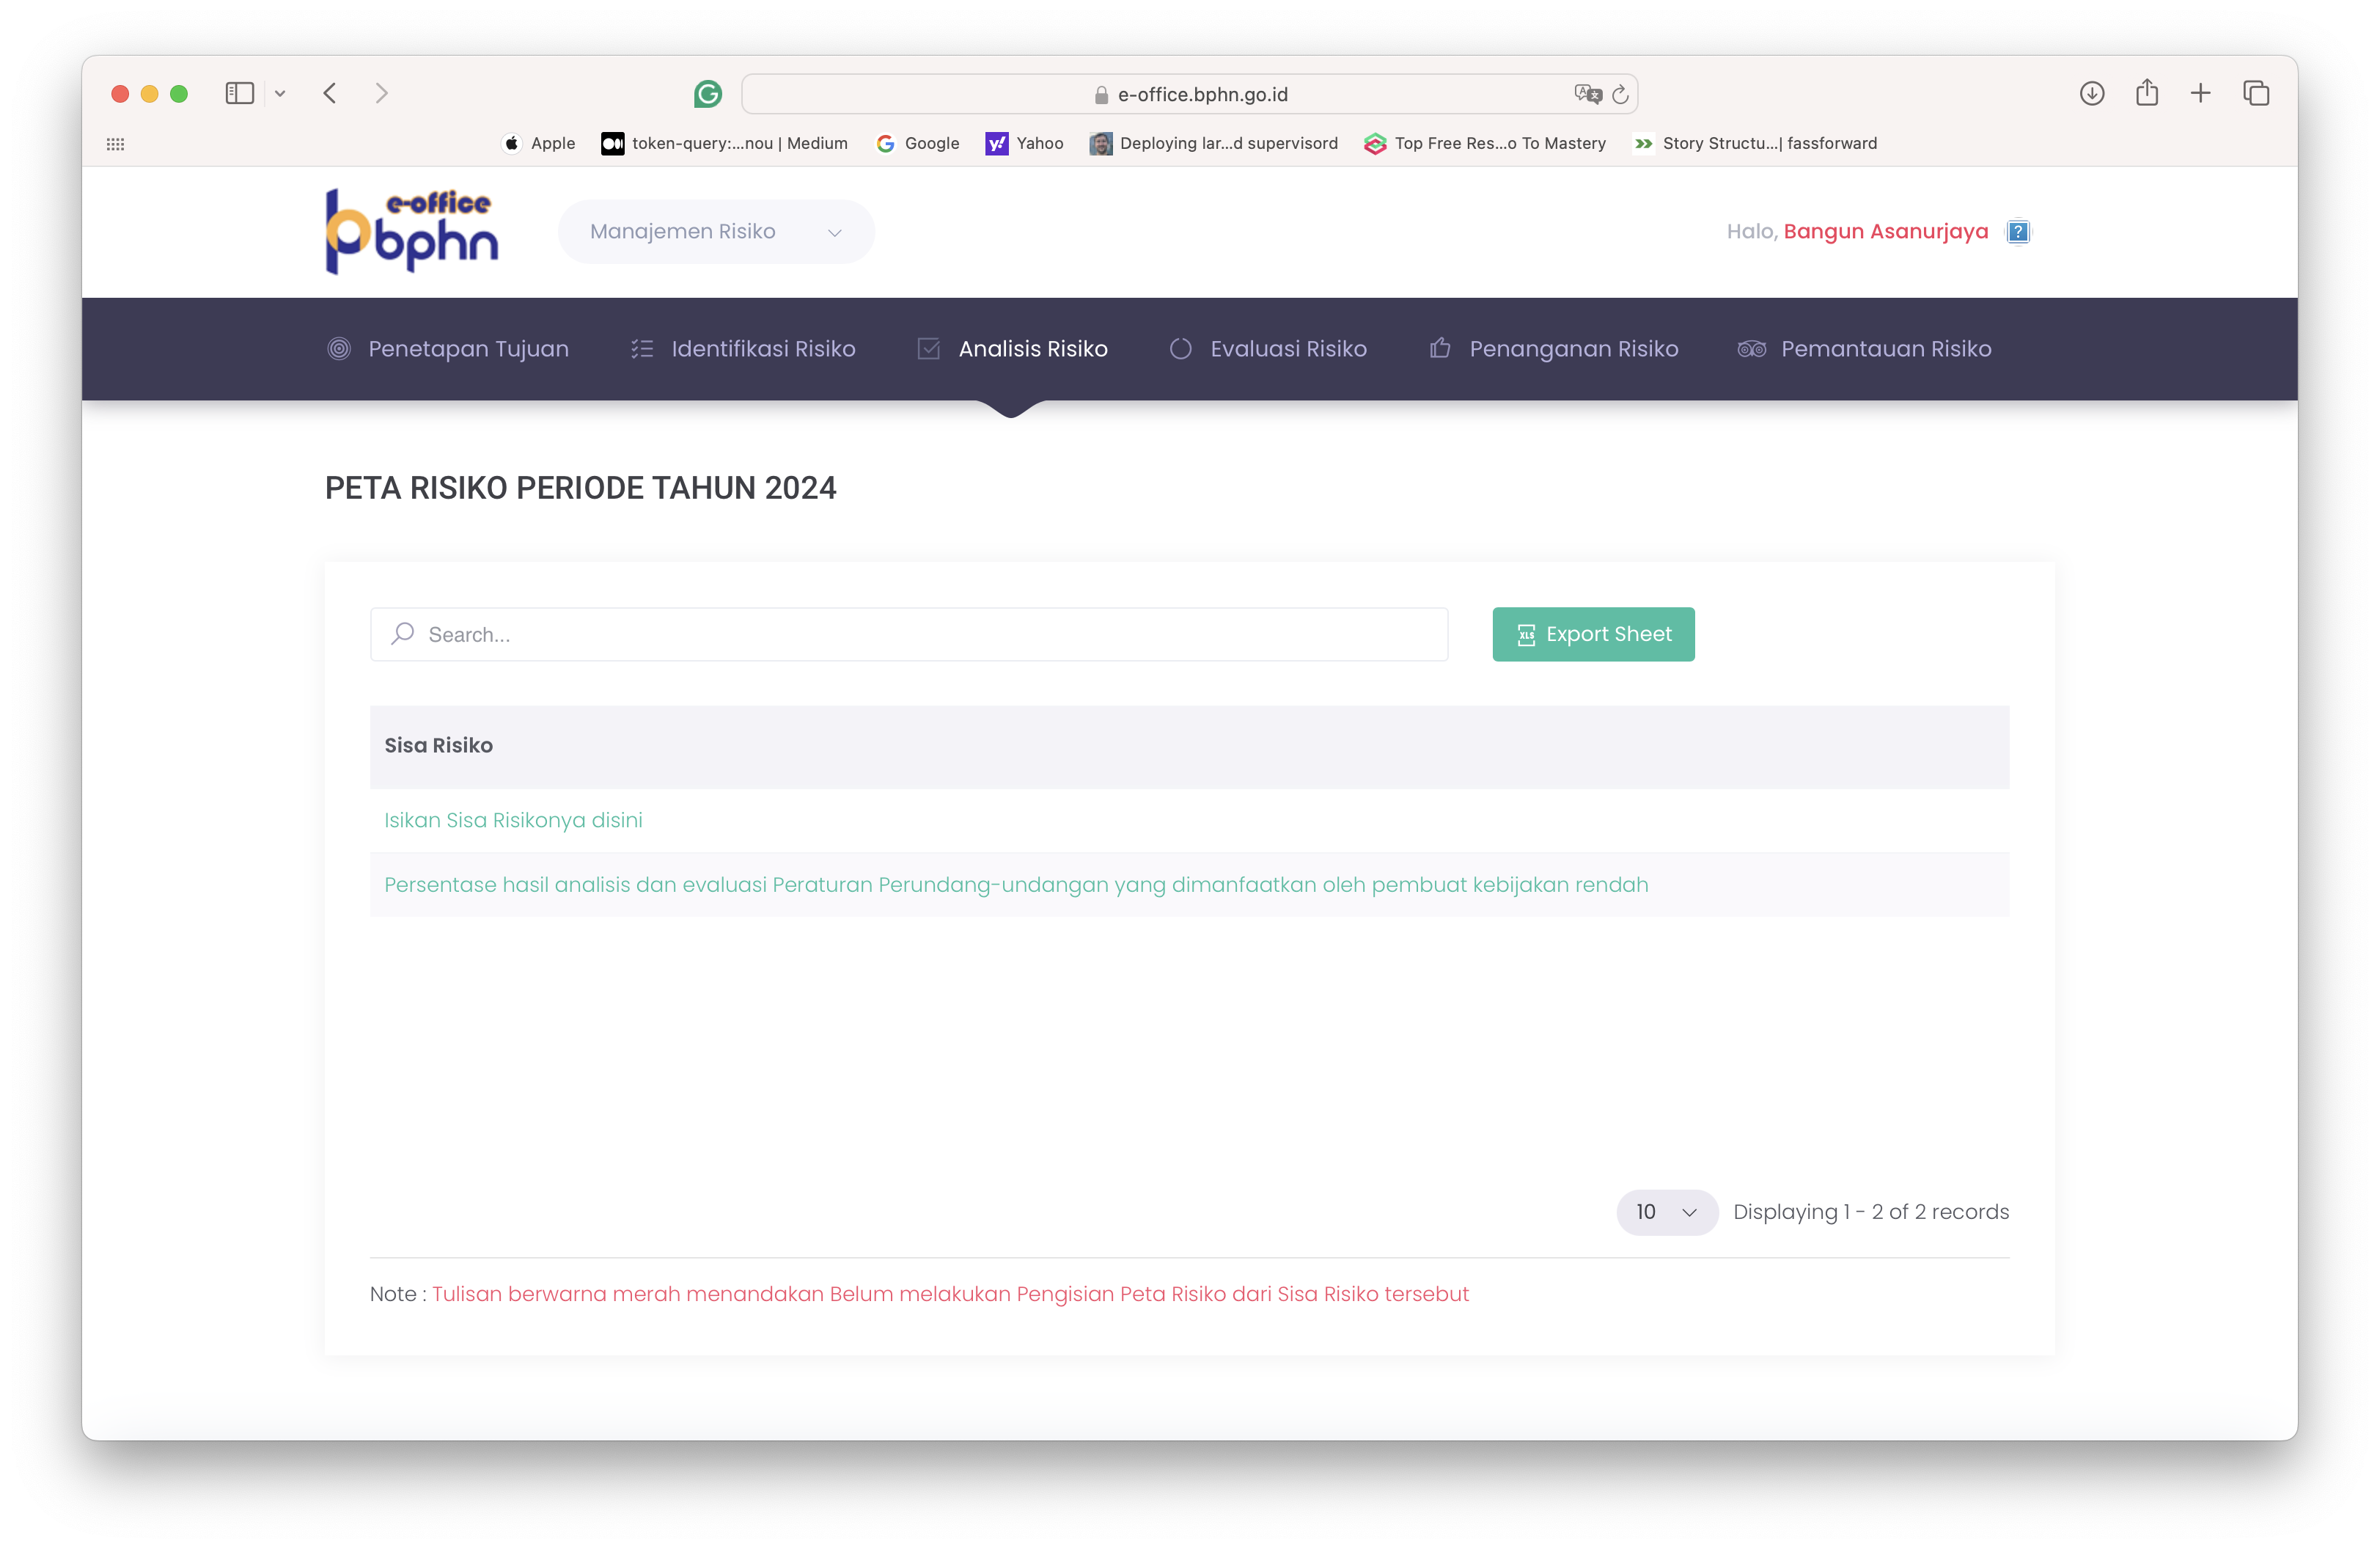 e-office.bphn.go.id
Apple
token-query:...nou | Medium
Google
Yahoo
Deploying lar...d supervisord
Top Free Res...o To Mastery
Story Structu...| fassforward
e-office
bphn
Manajemen Risiko
Halo, Bangun Asanurjaya
Penetapan Tujuan
Identifikasi Risiko
Analisis Risiko
Evaluasi Risiko
Penanganan Risiko
Pemantauan Risiko
PETA RISIKO PERIODE TAHUN 2024
Search...
XLS
Export Sheet
Sisa Risiko
Isikan Sisa Risikonya disini
Persentase hasil analisis dan evaluasi Peraturan Perundang-undangan yang dimanfaatkan oleh pembuat kebijakan rendah
10
Displaying 1 - 2 of 2 records
Note : Tulisan berwarna merah menandakan Belum melakukan Pengisian Peta Risiko dari Sisa Risiko tersebut